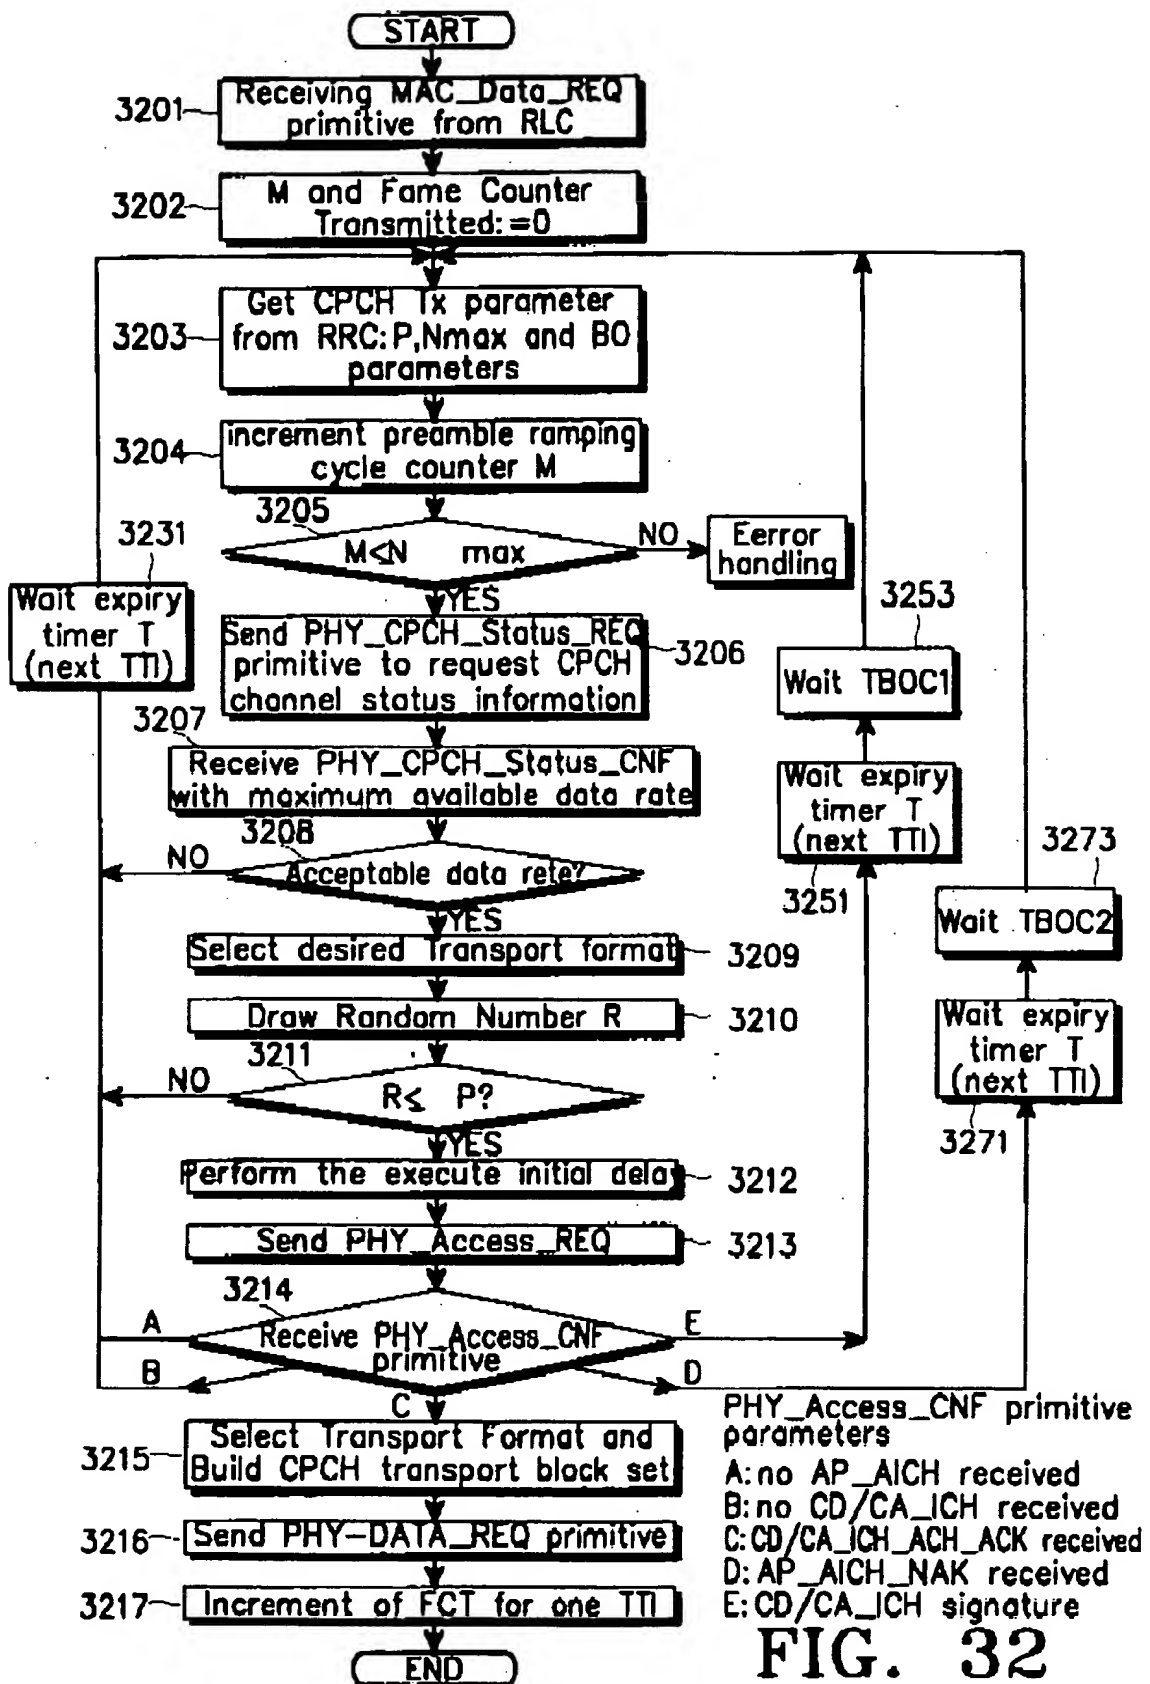 START
3201
Receiving MAC_Data_REQ
primitive from RLC
3202
M and Fame Counter
Transmitted:=0
3203
Get CPCH Tx parameter
from RRC:P,Nmax and BO
parameters
3204
increment preamble ramping
cycle counter M
3205
M≤N max
NO
Eerror
handling
YES
3231
Wait expiry
timer T
(next TTI)
Send PHY_CPCH_Status_REQ
primitive to request CPCH
channel status information
3206
3253
Wait TBOC1
3207
Receive PHY_CPCH_Status_CNF
with maximum available data rate
Wait expiry
timer T
(next TTI)
3251
3208
NO
Acceptable data rete?
YES
3273
Wait TBOC2
Select desired Transport format
3209
Draw Random Number R
3210
Wait expiry
timer T
(next TTI)
3271
3211
NO
R≤ P?
YES
Perform the execute initial delay
3212
Send PHY_Access_REQ
3213
3214
A
Receive PHY_Access_CNF
primitive
E
B
D
C
3215
Select Transport Format and
Build CPCH transport block set
3216
Send PHY-DATA_REQ primitive
3217
Increment of FCT for one TTI
END
PHY_Access_CNF primitive
parameters
A:no AP_AICH received
B:no CD/CA_ICH received
C:CD/CA_ICH_ACH_ACK received
D:AP_AICH_NAK received
E:CD/CA_ICH signature
FIG. 32